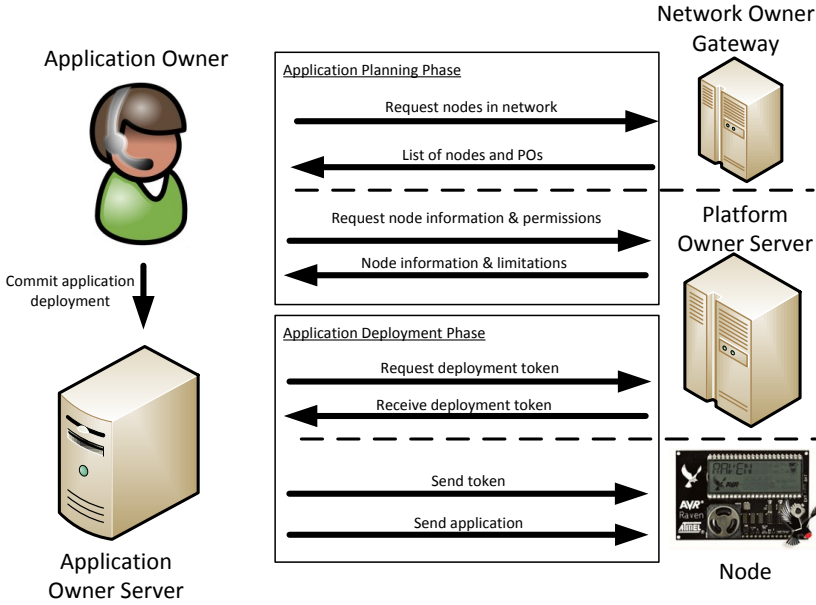 Network Owner
Gateway
Application Owner
Application Planning Phase
Request nodes in network
List of nodes and POs
Request node information & permissions
Node information & limitations
Platform
Owner Server
Commit application
deployment
Application Deployment Phase
Request deployment token
Receive deployment token
Send token
Send application
RAVEN
AVR
AVR®
Raven
ATMEL
Application
Owner Server
Node